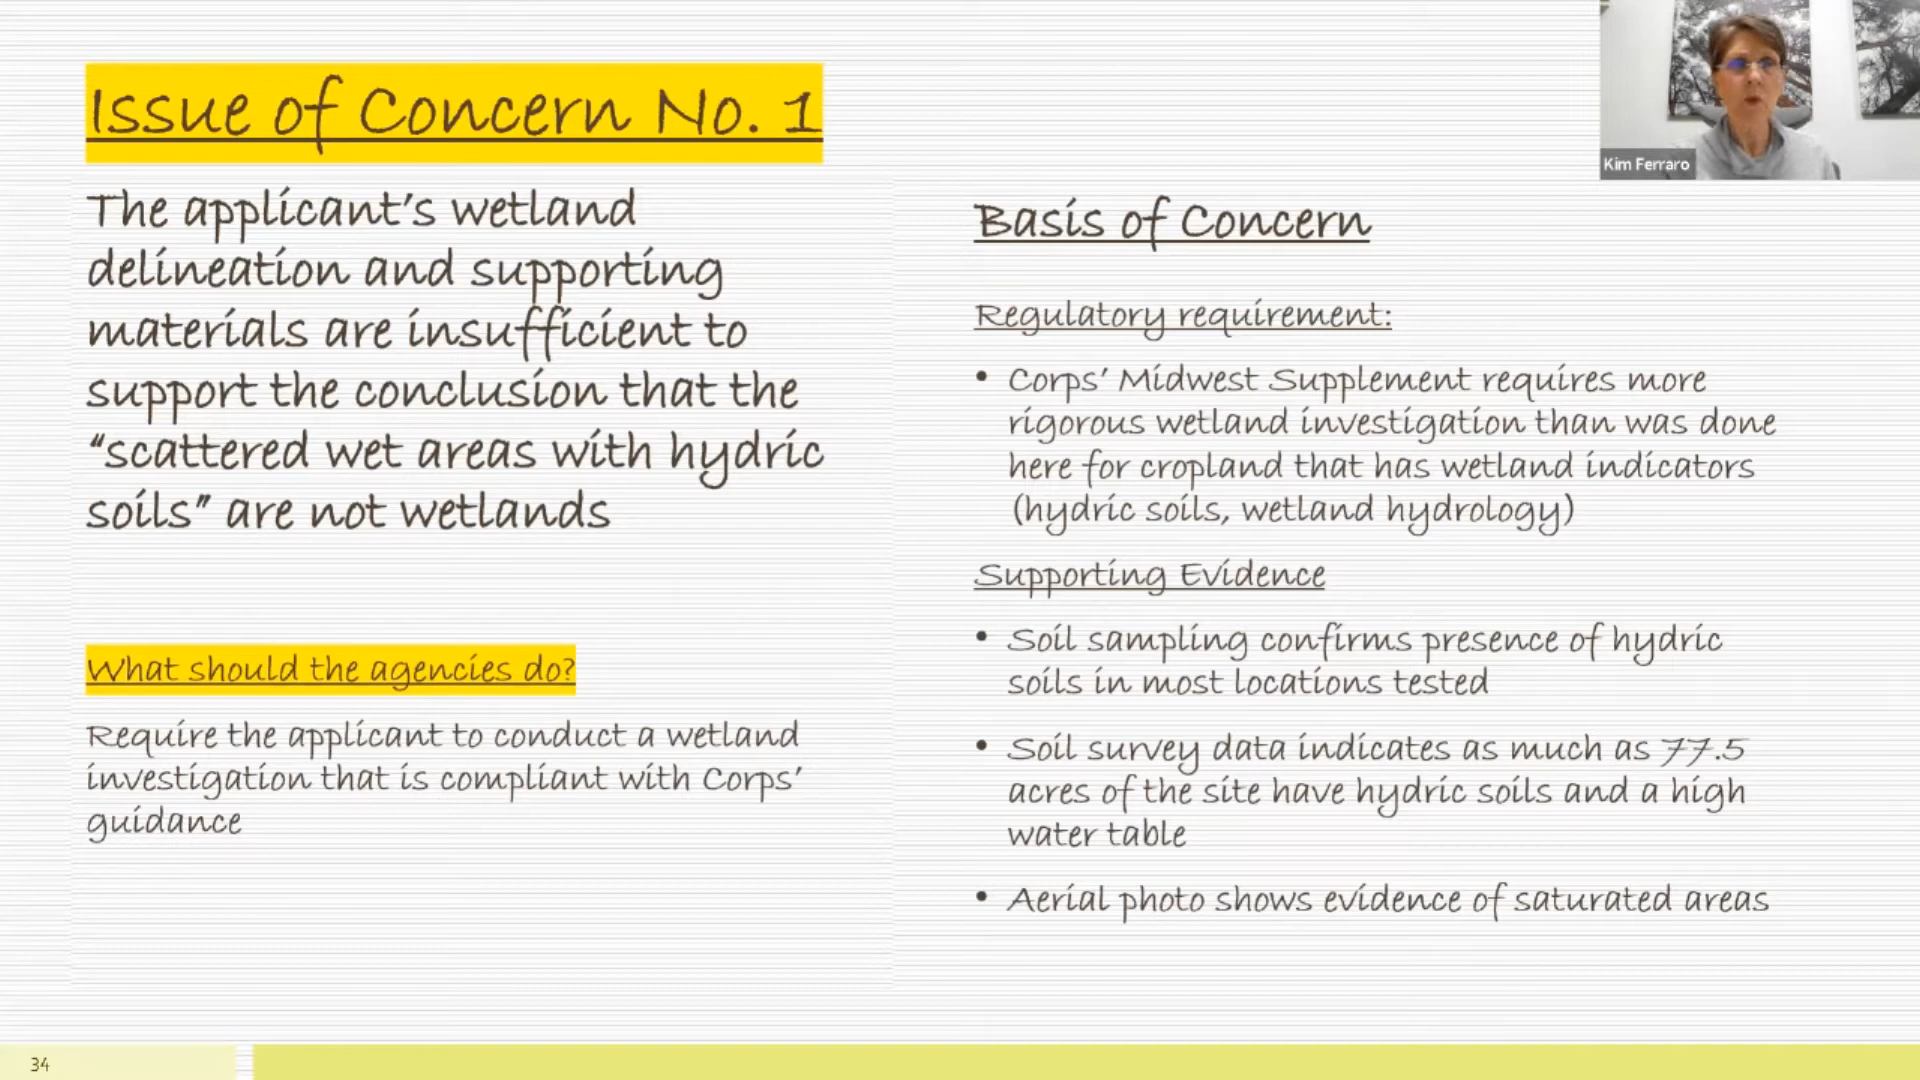 Issue of Concern No. 1
The applicant's wetland
delineation and supporting
materials are insufficient to
support the conclusion that the
"scattered wet areas with hydric
soils" are not wetlands
What should the agencies do?
Require the applicant to conduct a wetland
investigation that is compliant with Corps'
guidance
Kim Ferraro
Basis of Concern
Regulatory requirement:
• Corps' Midwest Supplement requires more
rigorous wetland investigation than was done
here for cropland that has wetland indicators
(hydric soils, wetland hydrology)
Supporting Evidence
• Soil sampling confirms presence of hydric
soils in most locations tested
• Soil survey data indicates as much as 77.5
acres of the site have hydric soils and a high
water table
• Aerial photo shows evidence of saturated areas
34